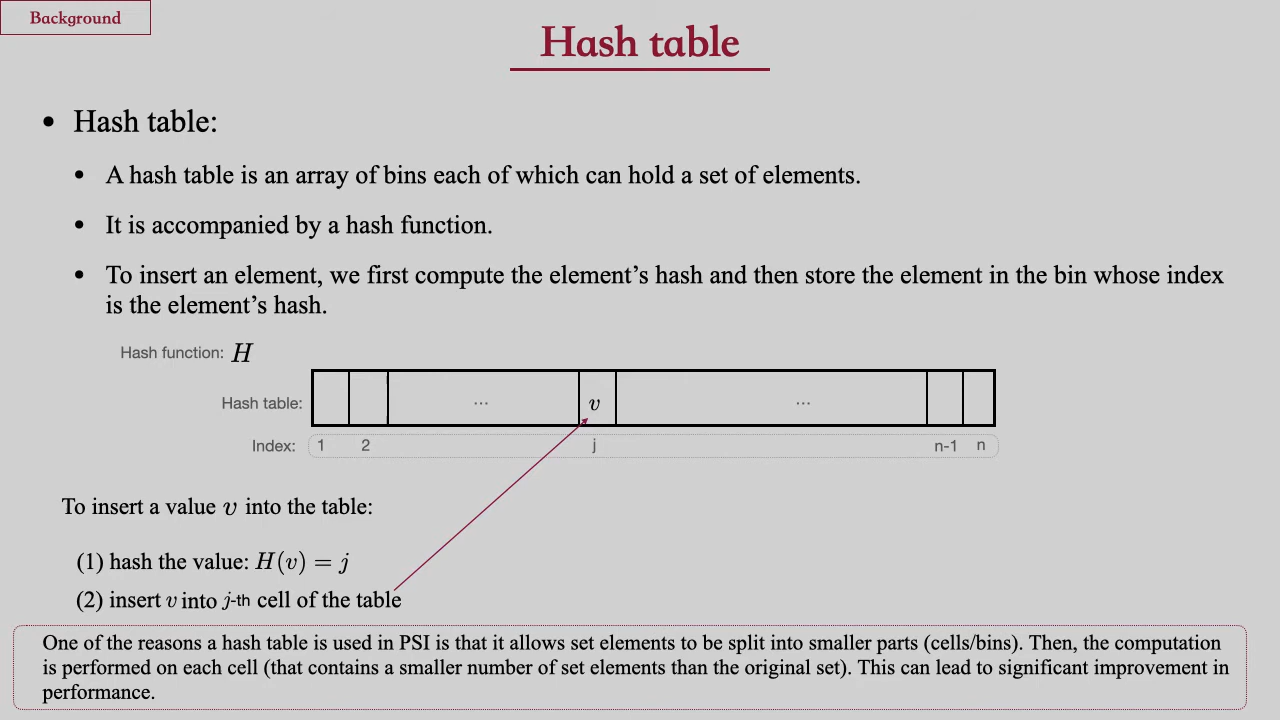 Background
Hash table
• Hash table:
• A hash table is an array of bins each of which can hold a set of elements.
• It is accompanied by a hash function.
• To insert an element, we first compute the element’s hash and then store the element in the bin whose index
is the element’s hash.
Hash function: H
Hash table: ... v ...
Index: 1 2 j n-1 n
To insert a value v into the table:
(1) hash the value: H(v) = j
(2) insert v into j-th cell of the table
One of the reasons a hash table is used in PSI is that it allows set elements to be split into smaller parts (cells/bins). Then, the computation
is performed on each cell (that contains a smaller number of set elements than the original set). This can lead to significant improvement in
performance.